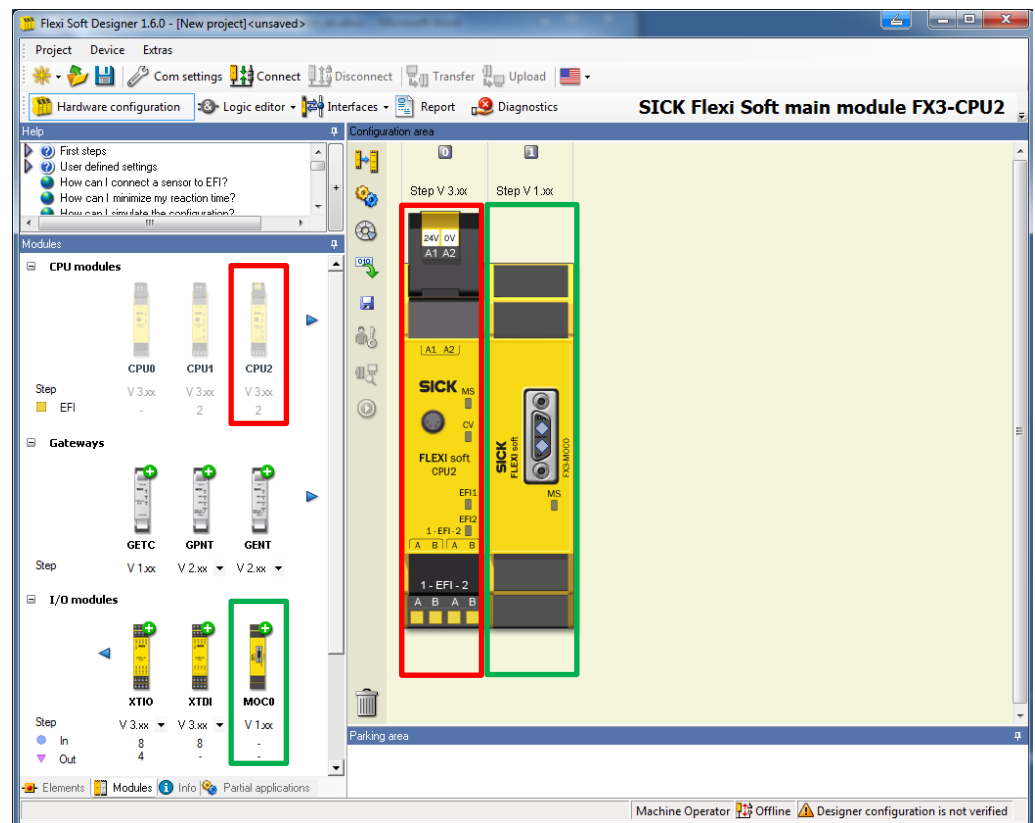 Flexi Soft Designer 1.6.0 - [New project]<unsaved>
Project Device Extras
Com settings Connect Disconnect Transfer Upload
Hardware configuration Logic editor Interfaces Report Diagnostics SICK Flexi Soft main module FX3-CPU2
Help
First steps
User defined settings
How can I connect a sensor to EFI?
How can I minimize my reaction time?
How can I simulate the configuration?
Modules
CPU modules
CPU0 CPU1 CPU2
Step V 3.xx V 3.xx V 3.xx
EFI - 2 2
Gateways
GETC GPNT GENT
Step V 1.xx V 2.xx V 2.xx
I/O modules
XTIO XTDI MOC0
Step V 3.xx V 3.xx V 1.xx
In 8 8 -
Out 4 - -
Elements Modules Info Partial applications
Configuration area
0 1
Step V 3.xx Step V 1.xx
24V 0V
A1 A2
A1 A2
SICK MS
CV
FLEXI soft
CPU2
EFI1
EFI2
1 - EFI - 2
A B A B
1 - EFI - 2
A B A B
SICK
FLEXI soft
FX3-MOC0
MS
Parking area
Machine Operator Offline Designer configuration is not verified